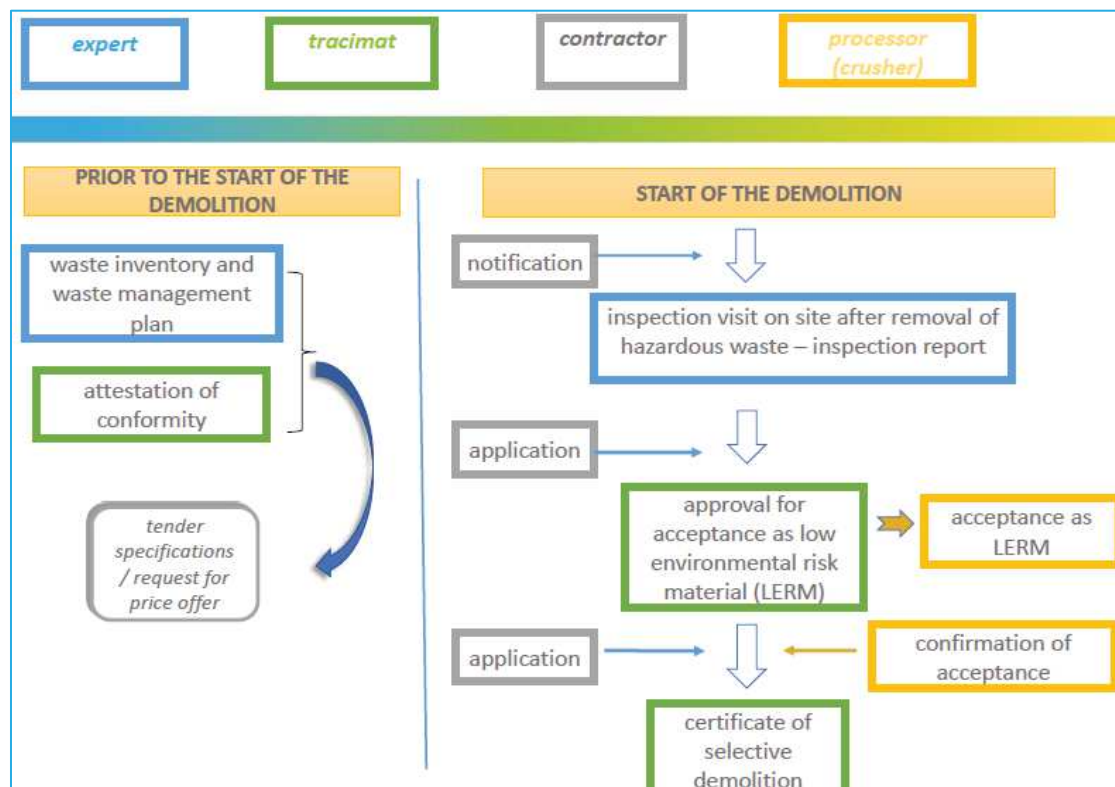 expert
tracimat
contractor
processor
(crusher)
PRIOR TO THE START OF THE
DEMOLITION
START OF THE DEMOLITION
waste inventory and
waste management
plan
attestation of
conformity
tender
specifications
/ request for
price offer
notification
inspection visit on site after removal of
hazardous waste – inspection report
application
approval for
acceptance as low
environmental risk
material (LERM)
acceptance as
LERM
application
confirmation of
acceptance
certificate of
selective
demolition